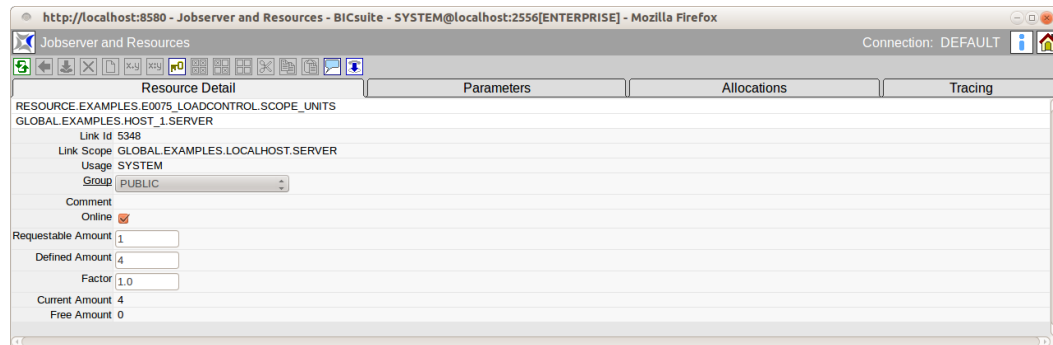 http://localhost:8580 - Jobserver and Resources - BICsuite - SYSTEM@localhost:2556[ENTERPRISE] - Mozilla Firefox
Jobserver and Resources Connection: DEFAULT
Resource Detail Parameters Allocations Tracing
RESOURCE.EXAMPLES.E0075_LOADCONTROL.SCOPE_UNITS
GLOBAL.EXAMPLES.HOST_1.SERVER
Link Id 5348
Link Scope GLOBAL.EXAMPLES.LOCALHOST.SERVER
Usage SYSTEM
Group PUBLIC
Comment
Online
Requestable Amount 1
Defined Amount 4
Factor 1.0
Current Amount 4
Free Amount 0